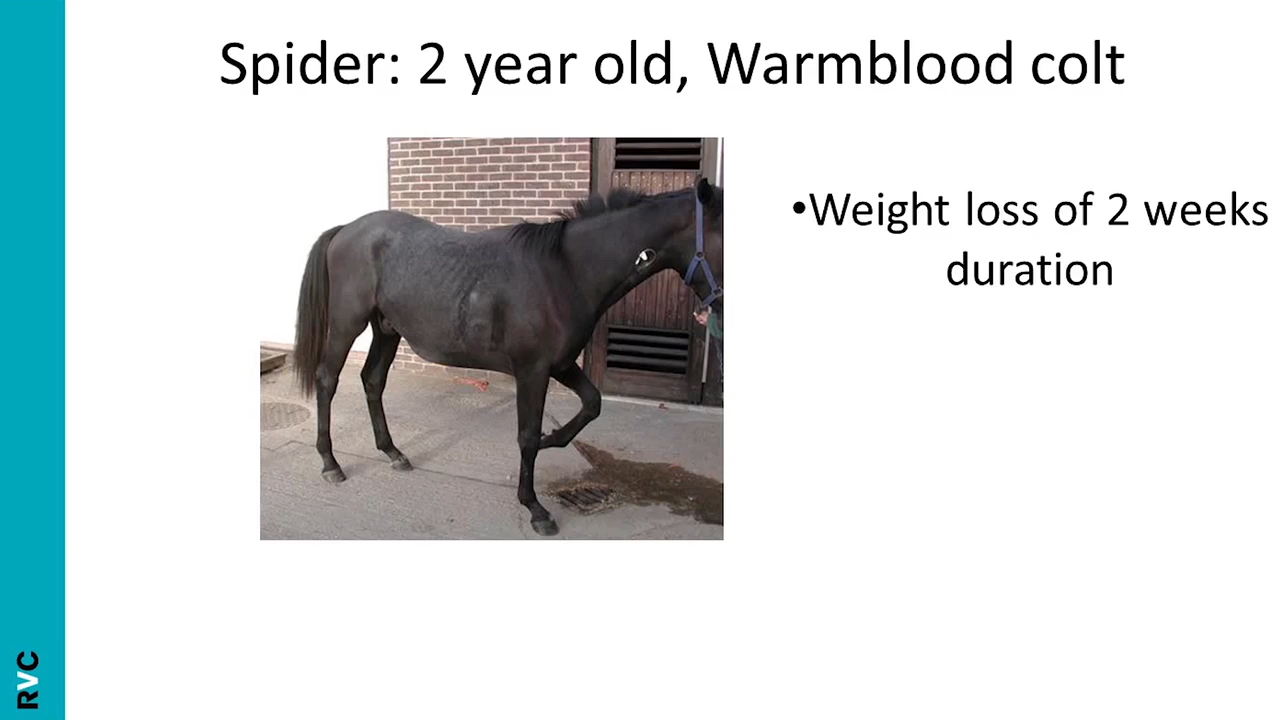 Spider: 2 year old, Warmblood colt
•Weight loss of 2 weeks
duration
RVC